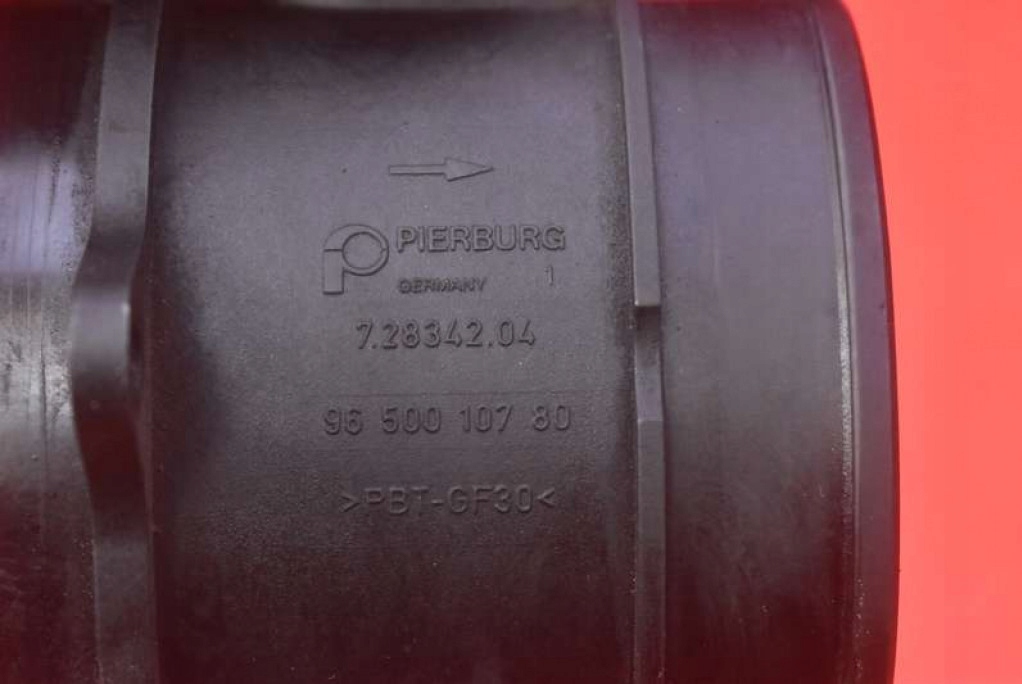 PIERBURG
GERMANY 1
7.28342.04
96 500 107 80
>PBT-GF30<